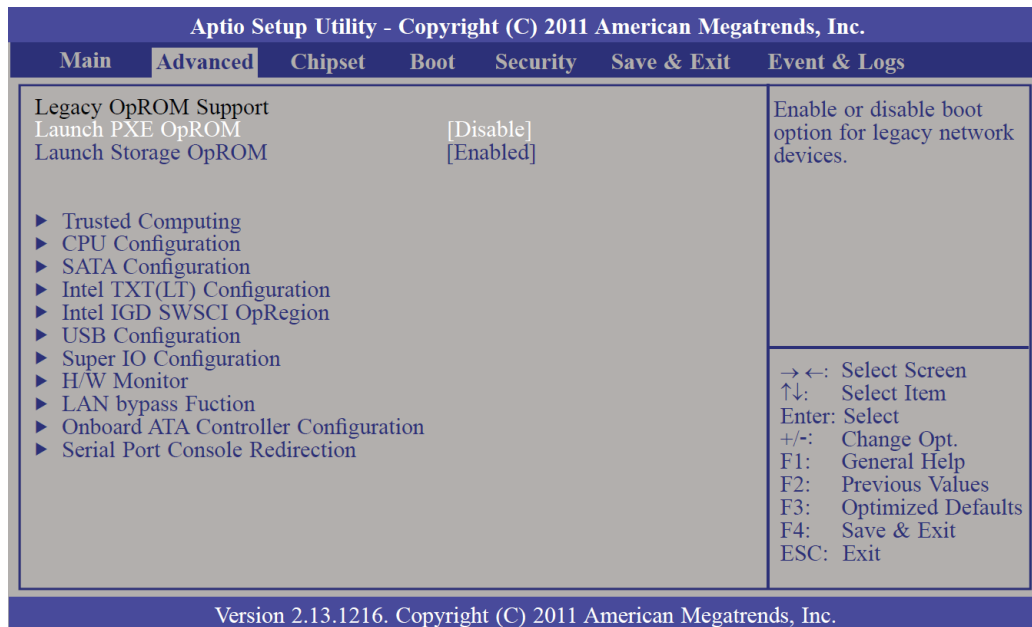 Aptio Setup Utility - Copyright (C) 2011 American Megatrends, Inc.
Main Advanced Chipset Boot Security Save & Exit Event & Logs
Legacy OpROM Support
Launch PXE OpROM [Disable]
Launch Storage OpROM [Enabled]
► Trusted Computing
► CPU Configuration
► SATA Configuration
► Intel TXT(LT) Configuration
► Intel IGD SWSCI OpRegion
► USB Configuration
► Super IO Configuration
► H/W Monitor
► LAN bypass Fuction
► Onboard ATA Controller Configuration
► Serial Port Console Redirection
Enable or disable boot
option for legacy network
devices.
→ ←: Select Screen
↑↓: Select Item
Enter: Select
+/-: Change Opt.
F1: General Help
F2: Previous Values
F3: Optimized Defaults
F4: Save & Exit
ESC: Exit
Version 2.13.1216. Copyright (C) 2011 American Megatrends, Inc.